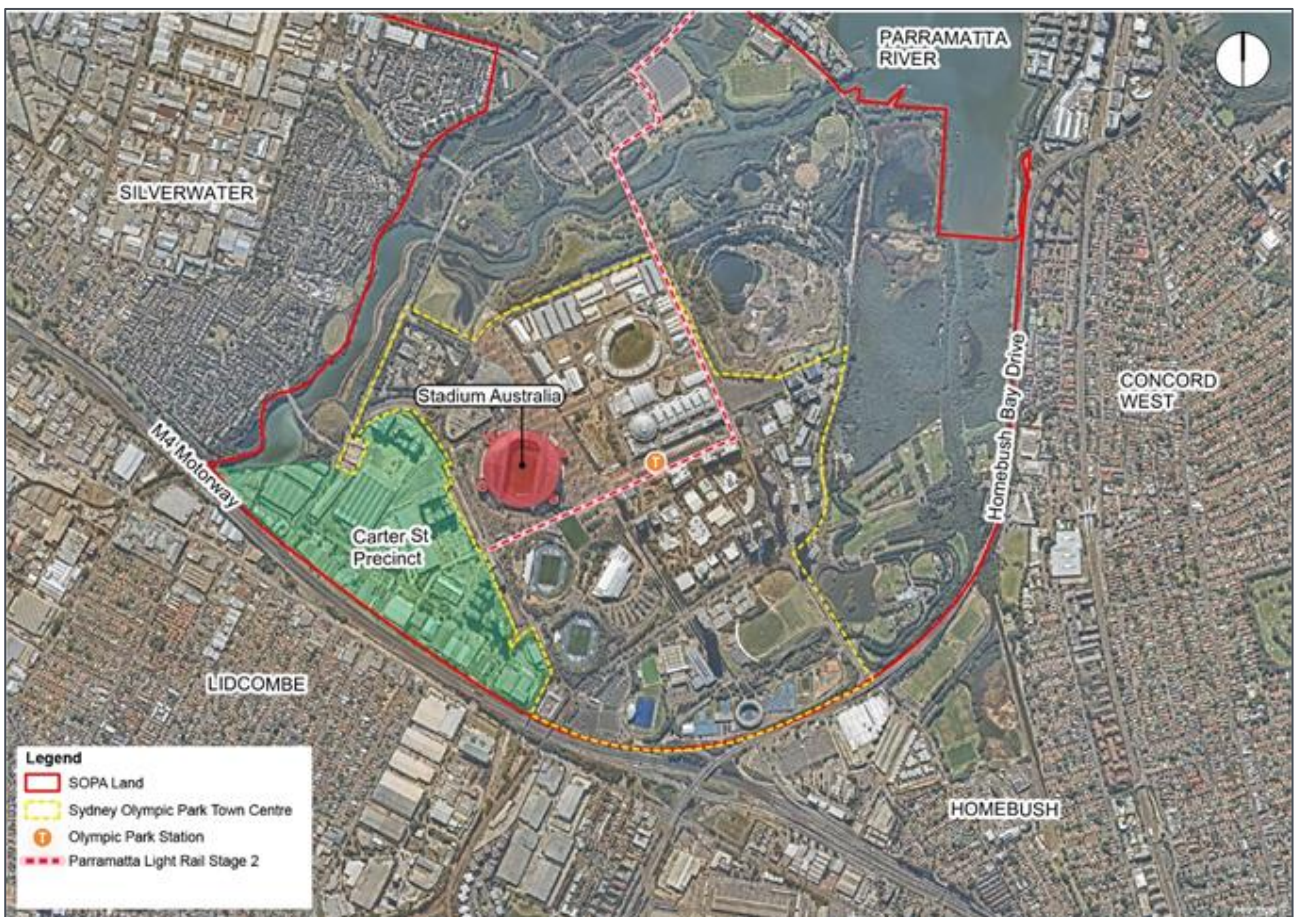 PARRAMATTA
RIVER
SILVERWATER
Stadium Australia
Homebush Bay Drive
CONCORD
WEST
M4 Motorway
T
Carter St
Precinct
LIDCOMBE
HOMEBUSH
Legend
SOPA Land
Sydney Olympic Park Town Centre
T Olympic Park Station
Parramatta Light Rail Stage 2